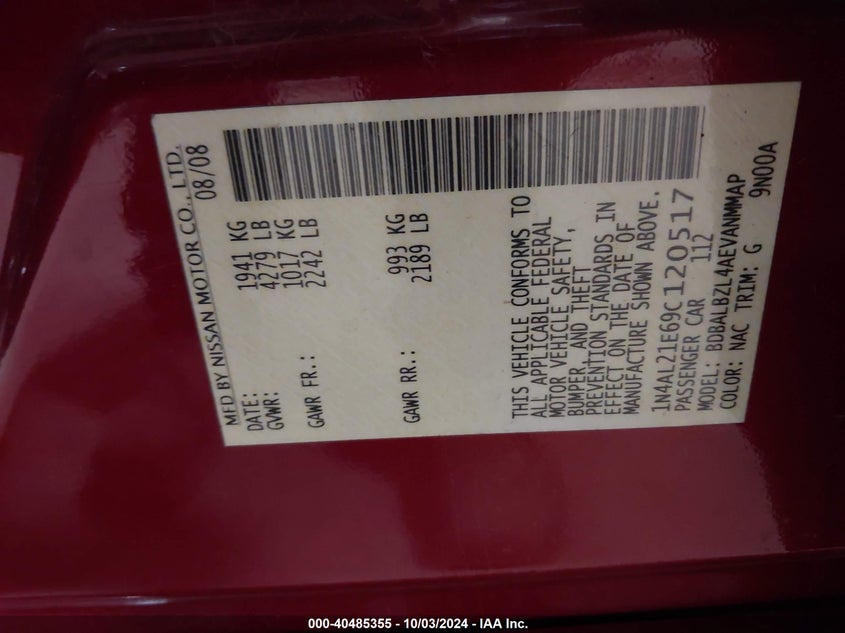 MFD BY NISSAN MOTOR CO., LTD.
DATE: 08/08
GVWR: 1941 KG
4279 LB
GAWR FR.: 1017 KG
2242 LB
GAWR RR.: 993 KG
2189 LB
THIS VEHICLE CONFORMS TO
ALL APPLICABLE FEDERAL
MOTOR VEHICLE SAFETY,
BUMPER, AND THEFT
PREVENTION STANDARDS IN
EFFECT ON THE DATE OF
MANUFACTURE SHOWN ABOVE.
1N4AL21E69C120517
PASSENGER CAR 112
MODEL: BDBALBZL4AEVANMMAP
COLOR: NAC TRIM: G 9N00A
000-40485355 - 10/03/2024 - IAA Inc.